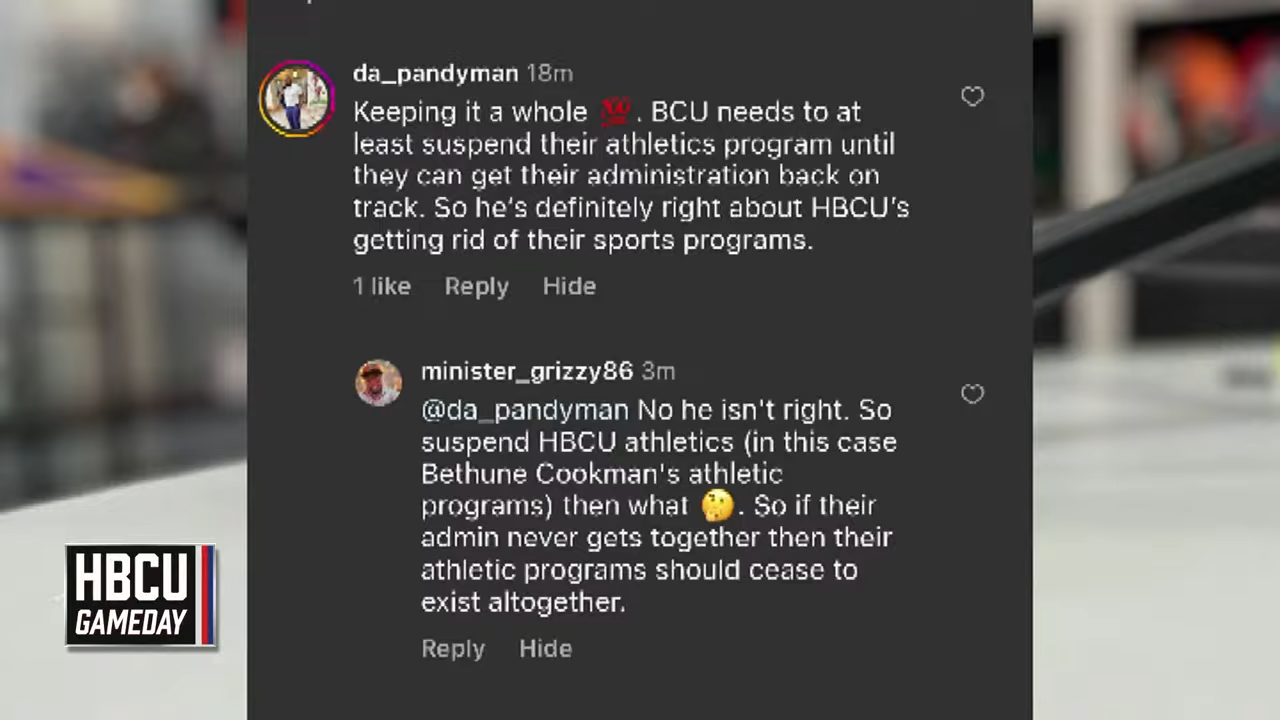 da_pandyman 18m
Keeping it a whole 💯. BCU needs to at
least suspend their athletics program until
they can get their administration back on
track. So he's definitely right about HBCU's
getting rid of their sports programs.
1 like Reply Hide
minister_grizzy86 3m
@da_pandyman No he isn't right. So
suspend HBCU athletics (in this case
Bethune Cookman's athletic
programs) then what 🤔. So if their
admin never gets together then their
athletic programs should cease to
exist altogether.
Reply Hide
HBCU
GAMEDAY